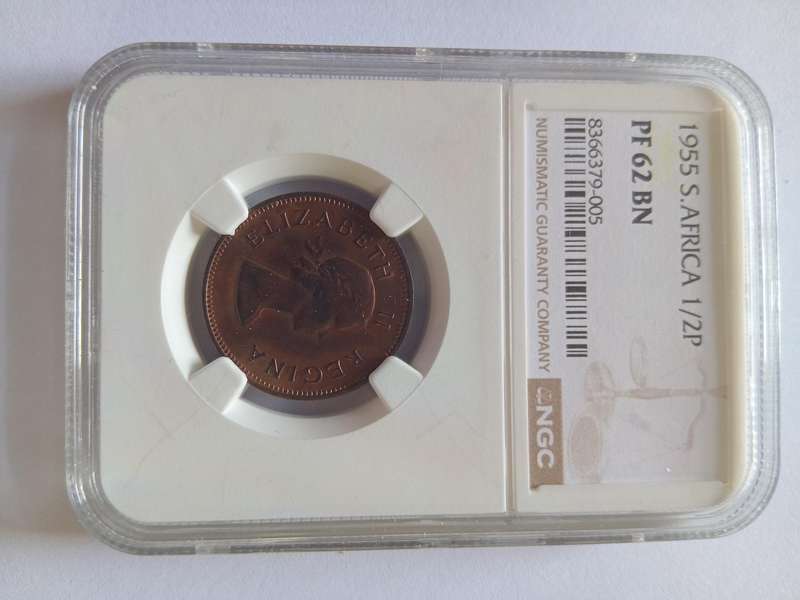 1955 S.AFRICA 1/2P
PF 62 BN
8366379-005
NUMISMATIC GUARANTY COMPANY
NGC
ELIZABETH II REGINA